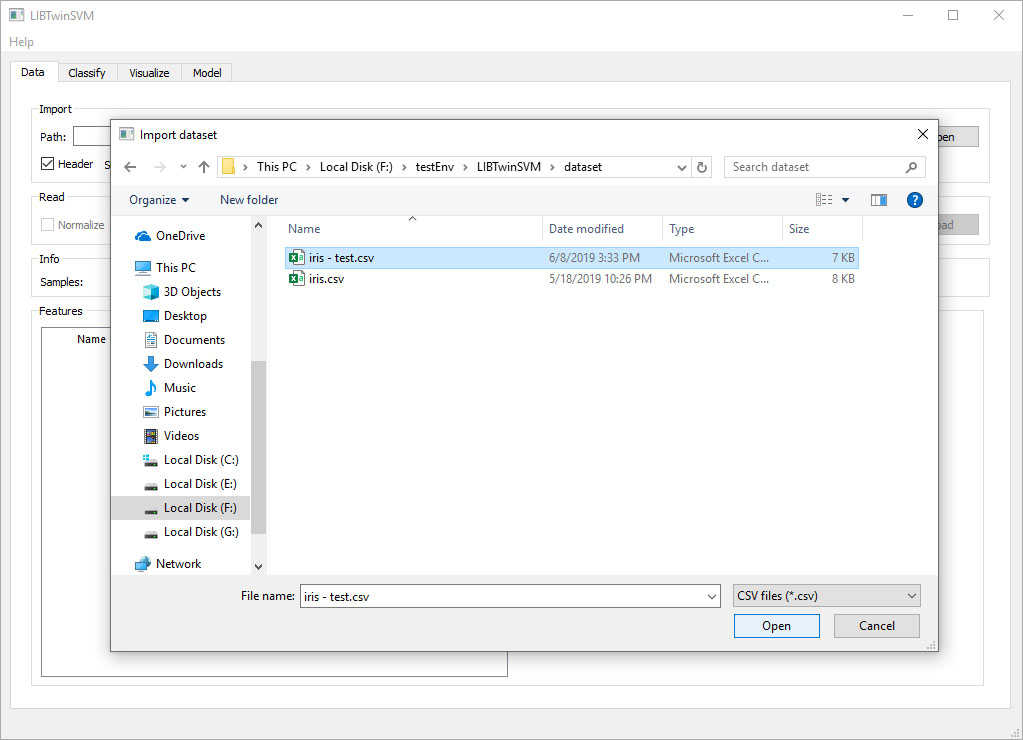 LIBTwinSVM
Help
Data Classify Visualize Model
Import
Path:
Header
Read
Normalize
Info
Samples:
Features
Name
Import dataset
This PC Local Disk (F:) testEnv LIBTwinSVM dataset
Search dataset
Organize New folder
OneDrive
This PC
3D Objects
Desktop
Documents
Downloads
Music
Pictures
Videos
Local Disk (C:)
Local Disk (E:)
Local Disk (F:)
Local Disk (G:)
Network
Name Date modified Type Size
iris - test.csv 6/8/2019 3:33 PM Microsoft Excel C... 7 KB
iris.csv 5/18/2019 10:26 PM Microsoft Excel C... 8 KB
File name: iris - test.csv CSV files (*.csv)
Open Cancel